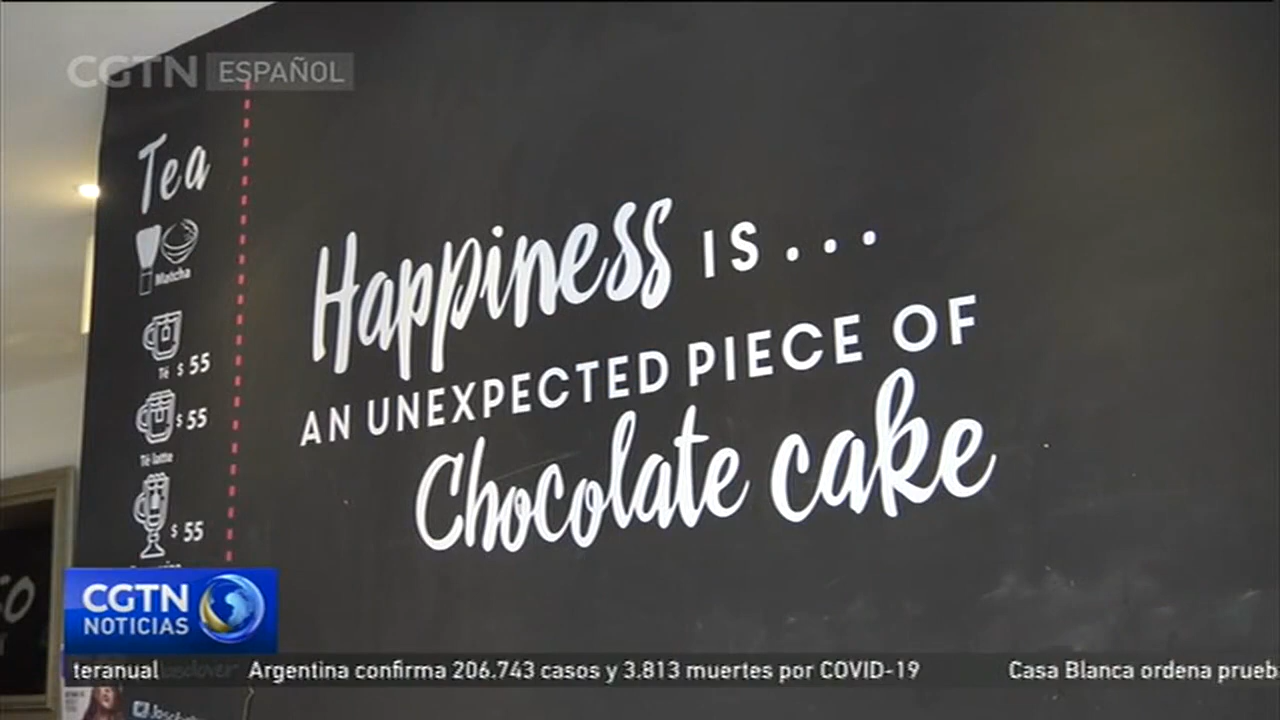 CGTN ESPAÑOL
Tea
Matcha
Té $ 55
$ 55
Té latte
$ 55
Happiness IS...
AN UNEXPECTED PIECE OF
Chocolate cake
CGTN
NOTICIAS
teranual Argentina confirma 206.743 casos y 3.813 muertes por COVID-19 Casa Blanca ordena prueb